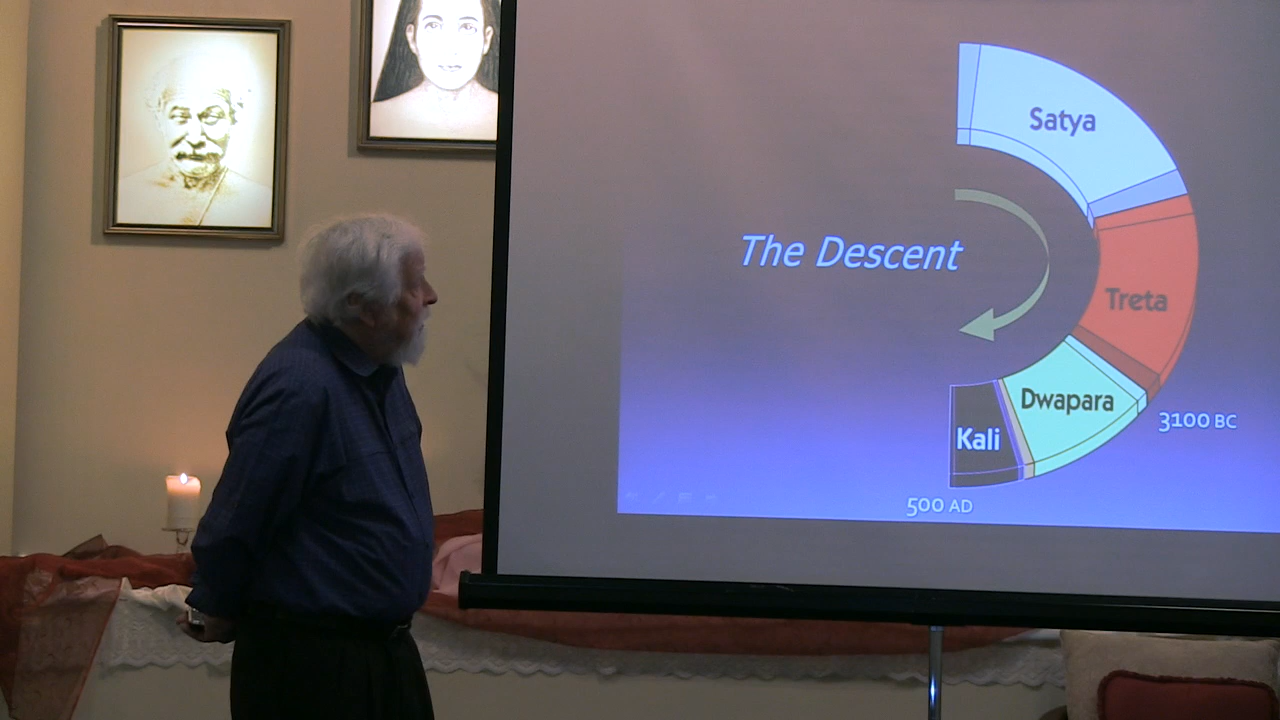 Satya
The Descent
Treta
Dwapara
3100 BC
Kali
500 AD